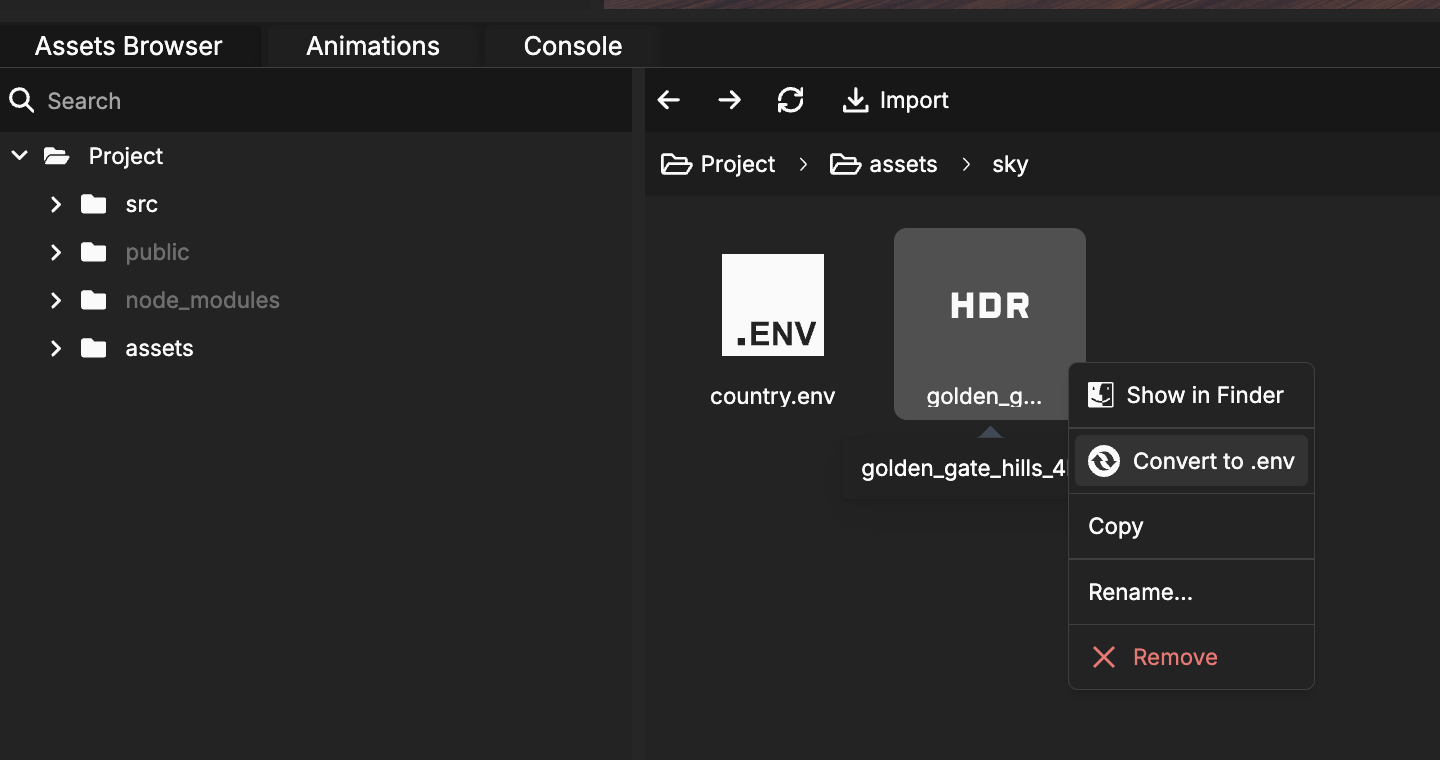 Assets Browser
Animations
Console
Search
Project
src
public
node_modules
assets
Import
Project
assets
sky
.ENV
country.env
HDR
golden_g...
golden_gate_hills_4
Show in Finder
Convert to .env
Copy
Rename...
Remove